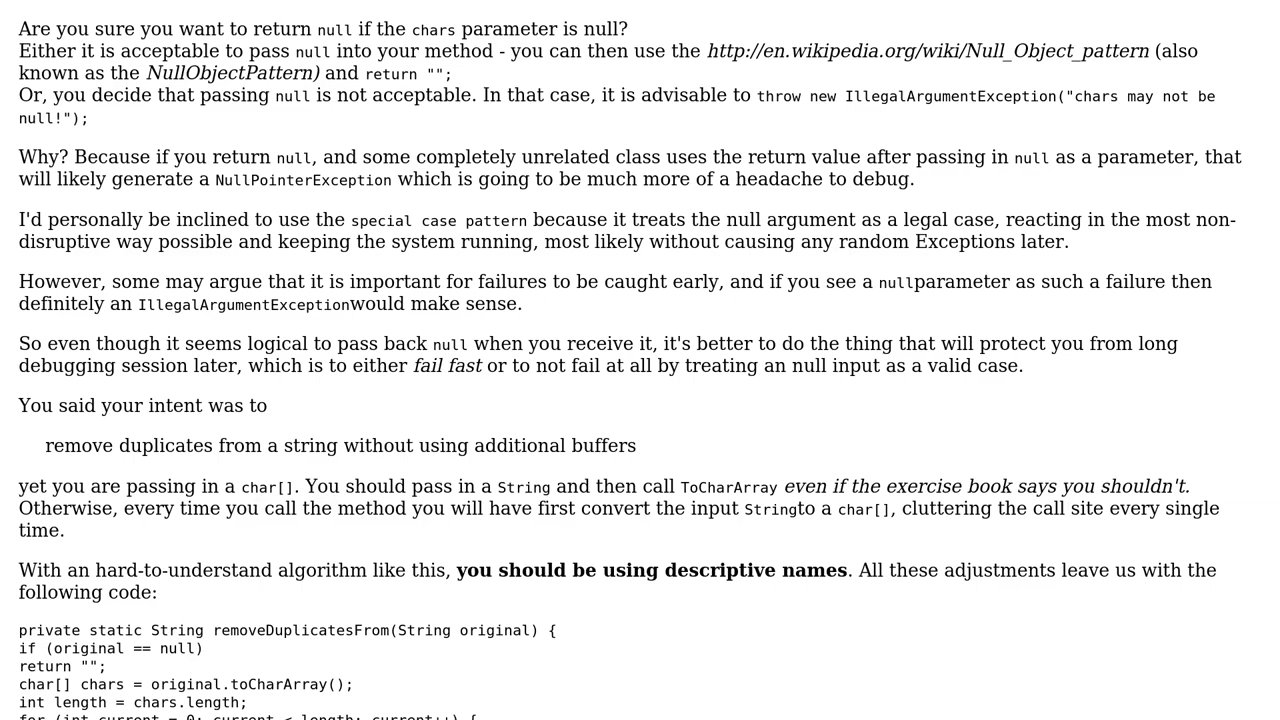 Are you sure you want to return null if the chars parameter is null?
Either it is acceptable to pass null into your method - you can then use the http://en.wikipedia.org/wiki/Null_Object_pattern (also
known as the NullObjectPattern) and return "";
Or, you decide that passing null is not acceptable. In that case, it is advisable to throw new IllegalArgumentException("chars may not be
null!");
Why? Because if you return null, and some completely unrelated class uses the return value after passing in null as a parameter, that
will likely generate a NullPointerException which is going to be much more of a headache to debug.
I'd personally be inclined to use the special case pattern because it treats the null argument as a legal case, reacting in the most non-
disruptive way possible and keeping the system running, most likely without causing any random Exceptions later.
However, some may argue that it is important for failures to be caught early, and if you see a nullparameter as such a failure then
definitely an IllegalArgumentExceptionwould make sense.
So even though it seems logical to pass back null when you receive it, it's better to do the thing that will protect you from long
debugging session later, which is to either fail fast or to not fail at all by treating an null input as a valid case.
You said your intent was to
remove duplicates from a string without using additional buffers
yet you are passing in a char[]. You should pass in a String and then call ToCharArray even if the exercise book says you shouldn't.
Otherwise, every time you call the method you will have first convert the input Stringto a char[], cluttering the call site every single
time.
With an hard-to-understand algorithm like this, you should be using descriptive names. All these adjustments leave us with the
following code:
private static String removeDuplicatesFrom(String original) {
if (original == null)
return "";
char[] chars = original.toCharArray();
int length = chars.length;
for (int current = 0; current < length; current++) {